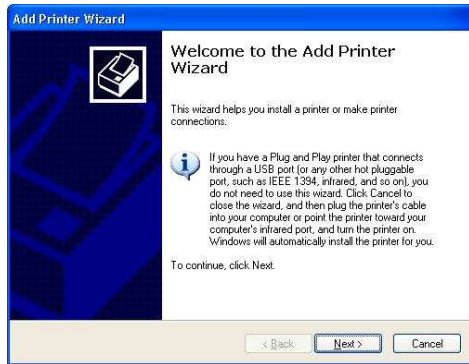 Add Printer Wizard
Welcome to the Add Printer
Wizard
This wizard helps you install a printer or make printer
connections.
If you have a Plug and Play printer that connects
through a USB port (or any other hot pluggable
port, such as IEEE 1394, infrared, and so on), you
do not need to use this wizard. Click Cancel to
close the wizard, and then plug the printer's cable
into your computer or point the printer toward your
computer's infrared port, and turn the printer on.
Windows will automatically install the printer for you.
To continue, click Next.
< Back
Next >
Cancel